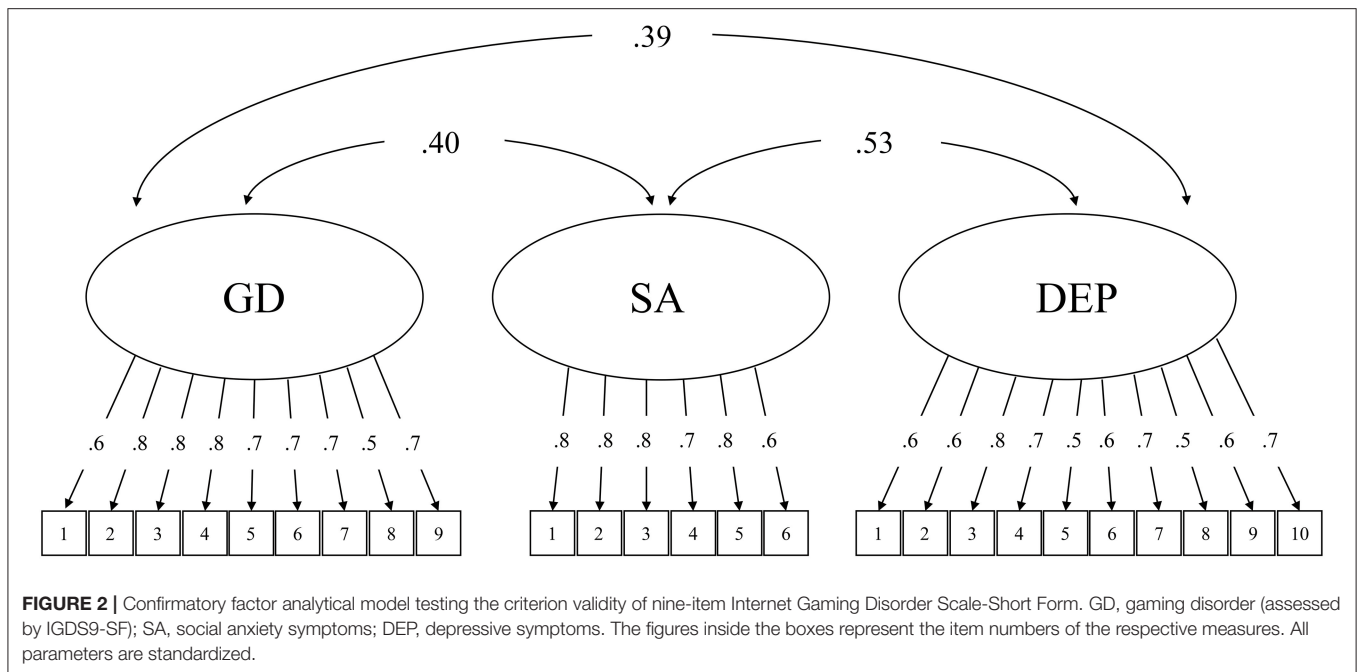 .39
.40 .53
GD SA DEP
.6 .8 .8 .8 .7 .7 .7 .5 .7 .8 .8 .8 .7 .8 .6 .6 .6 .8 .7 .5 .6 .7 .5 .6 .7
1 2 3 4 5 6 7 8 9 1 2 3 4 5 6 1 2 3 4 5 6 7 8 9 10
FIGURE 2 | Confirmatory factor analytical model testing the criterion validity of nine-item Internet Gaming Disorder Scale-Short Form. GD, gaming disorder (assessed
by IGDS9-SF); SA, social anxiety symptoms; DEP, depressive symptoms. The figures inside the boxes represent the item numbers of the respective measures. All
parameters are standardized.